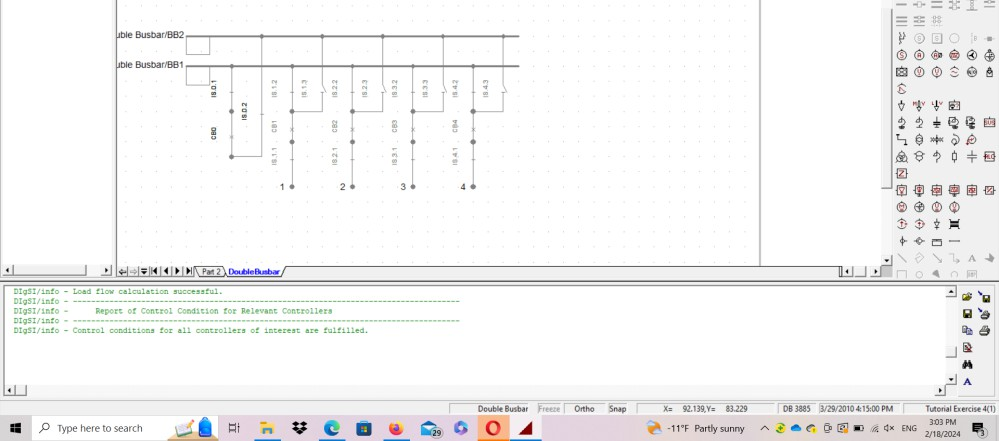 uble Busbar/BB2
uble Busbar/BB1
IS.0.1
IS.0.2
CB0
IS.1.2
IS.1.3
IS.2.2
IS.2.3
IS.3.2
IS.3.3
IS.4.2
IS.4.3
CB1
CB2
CB3
CB4
IS.1.1
IS.2.1
IS.3.1
IS.4.1
1 2 3 4
Part 2 DoubleBusbar
DIgSI/info - Load flow calculation successful.
DIgSI/info - ------------------------------------------------------------
DIgSI/info - Report of Control Condition for Relevant Controllers
DIgSI/info - ------------------------------------------------------------
DIgSI/info - Control conditions for all controllers of interest are fulfilled.
Double Busbar Freeze Ortho Snap X= 92.139,Y= 83.229 DB 3885 3/29/2010 4:15:00 PM Tutorial Exercise 4(1)
Type here to search
29
-11°F Partly sunny
ENG
3:03 PM
2/18/2024
3